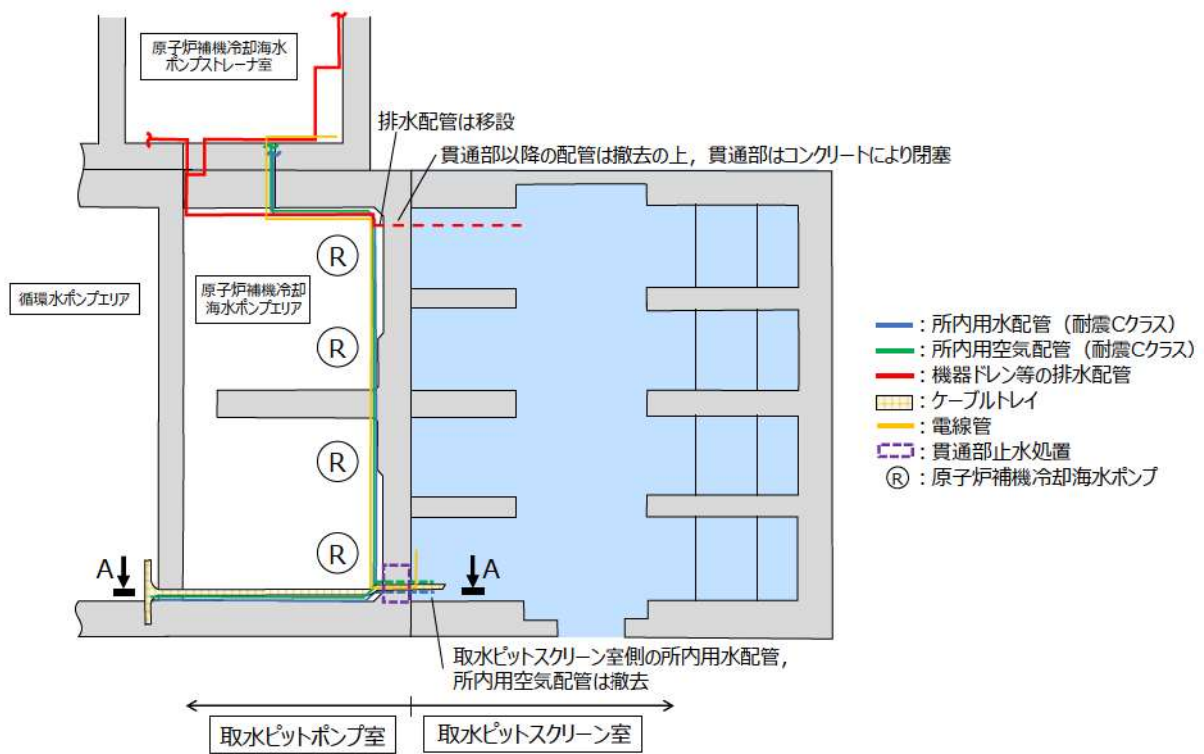 原子炉補機冷却海水
ポンプストレーナ室
排水配管は移設
貫通部以降の配管は撤去の上，貫通部はコンクリートにより閉塞
R
循環水ポンプエリア
原子炉補機冷却
海水ポンプエリア
R
R
R
：所内用水配管（耐震Cクラス）
：所内用空気配管（耐震Cクラス）
：機器ドレン等の排水配管
：ケーブルトレイ
：電線管
：貫通部止水処置
R：原子炉補機冷却海水ポンプ
A
A
取水ピットスクリーン室側の所内用水配管，
所内用空気配管は撤去
取水ピットポンプ室
取水ピットスクリーン室